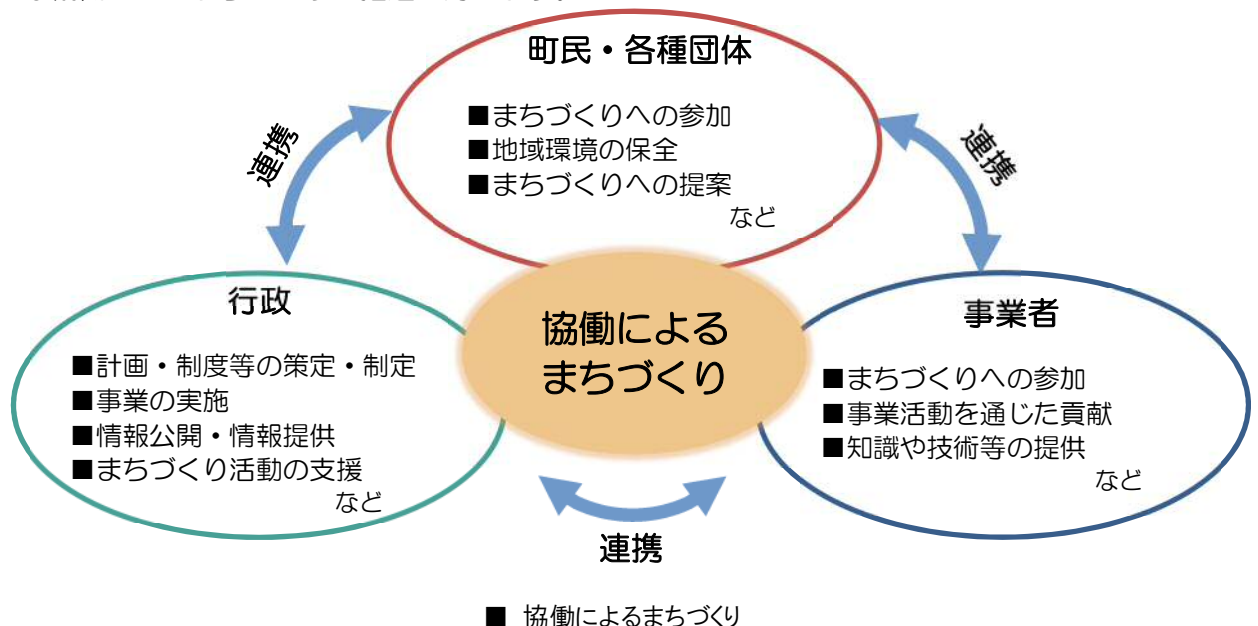 町民・各種団体
■まちづくりへの参加
■地域環境の保全
■まちづくりへの提案
など
連携
連携
行政
■計画・制度等の策定・制定
■事業の実施
■情報公開・情報提供
■まちづくり活動の支援
など
協働による
まちづくり
事業者
■まちづくりへの参加
■事業活動を通じた貢献
■知識や技術等の提供
など
連携
■ 協働によるまちづくり